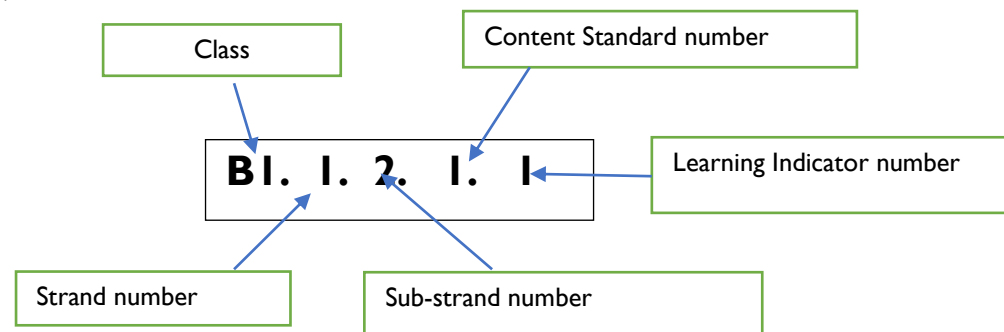 Content Standard number
Class
B1. 1. 2. 1. 1
Learning Indicator number
Strand number
Sub-strand number